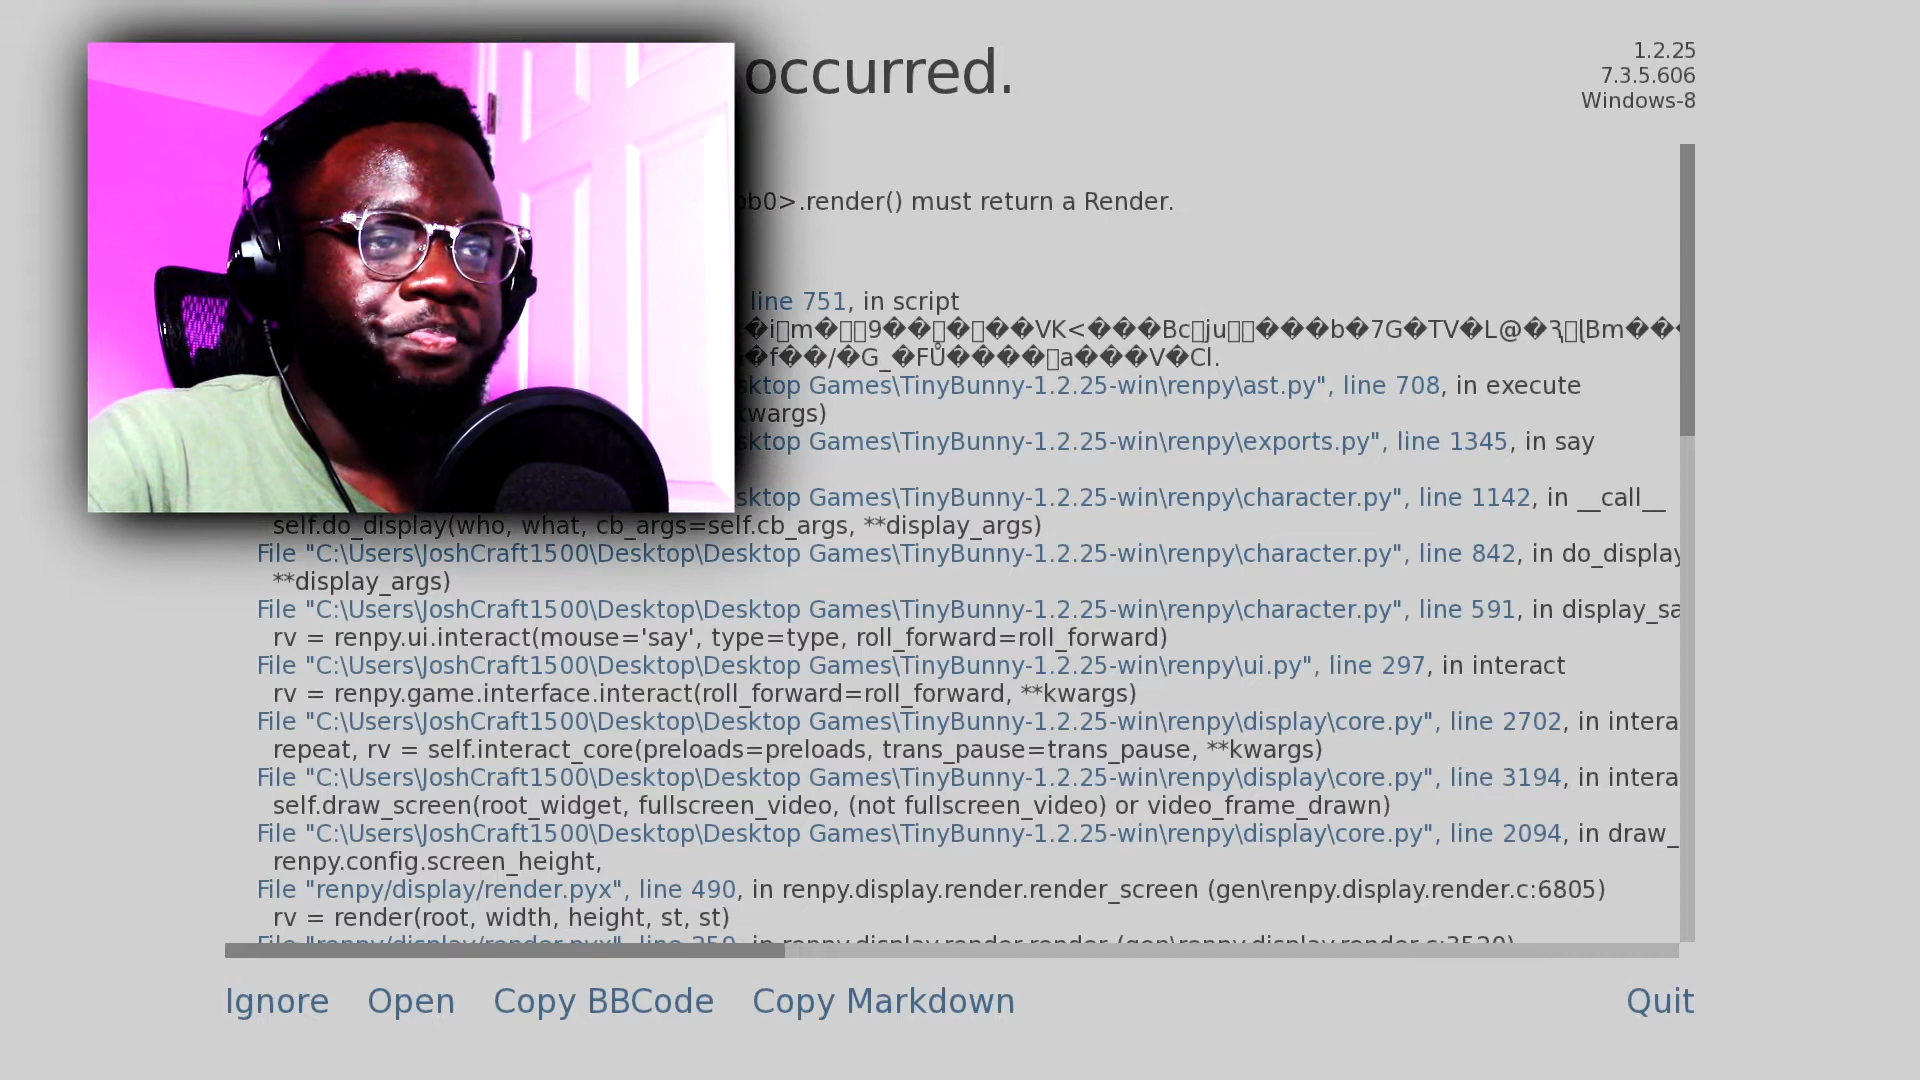 occurred.
1.2.25
7.3.5.606
Windows-8
>.render() must return a Render.
line 751, in script
Games\TinyBunny-1.2.25-win\renpy\ast.py", line 708, in execute
Games\TinyBunny-1.2.25-win\renpy\exports.py", line 1345, in say
Games\TinyBunny-1.2.25-win\renpy\character.py", line 1142, in __call__
self.do_display(who, what, cb_args=self.cb_args, **display_args)
File "C:\Users\JoshCraft1500\Desktop\Desktop Games\TinyBunny-1.2.25-win\renpy\character.py", line 842, in do_display
**display_args)
File "C:\Users\JoshCraft1500\Desktop\Desktop Games\TinyBunny-1.2.25-win\renpy\character.py", line 591, in display_sa
rv = renpy.ui.interact(mouse='say', type=type, roll_forward=roll_forward)
File "C:\Users\JoshCraft1500\Desktop\Desktop Games\TinyBunny-1.2.25-win\renpy\ui.py", line 297, in interact
rv = renpy.game.interface.interact(roll_forward=roll_forward, **kwargs)
File "C:\Users\JoshCraft1500\Desktop\Desktop Games\TinyBunny-1.2.25-win\renpy\display\core.py", line 2702, in intera
repeat, rv = self.interact_core(preloads=preloads, trans_pause=trans_pause, **kwargs)
File "C:\Users\JoshCraft1500\Desktop\Desktop Games\TinyBunny-1.2.25-win\renpy\display\core.py", line 3194, in intera
self.draw_screen(root_widget, fullscreen_video, (not fullscreen_video) or video_frame_drawn)
File "C:\Users\JoshCraft1500\Desktop\Desktop Games\TinyBunny-1.2.25-win\renpy\display\core.py", line 2094, in draw_
renpy.config.screen_height,
File "renpy/display/render.pyx", line 490, in renpy.display.render.render_screen (gen\renpy.display.render.c:6805)
rv = render(root, width, height, st, st)
Ignore Open Copy BBCode Copy Markdown Quit